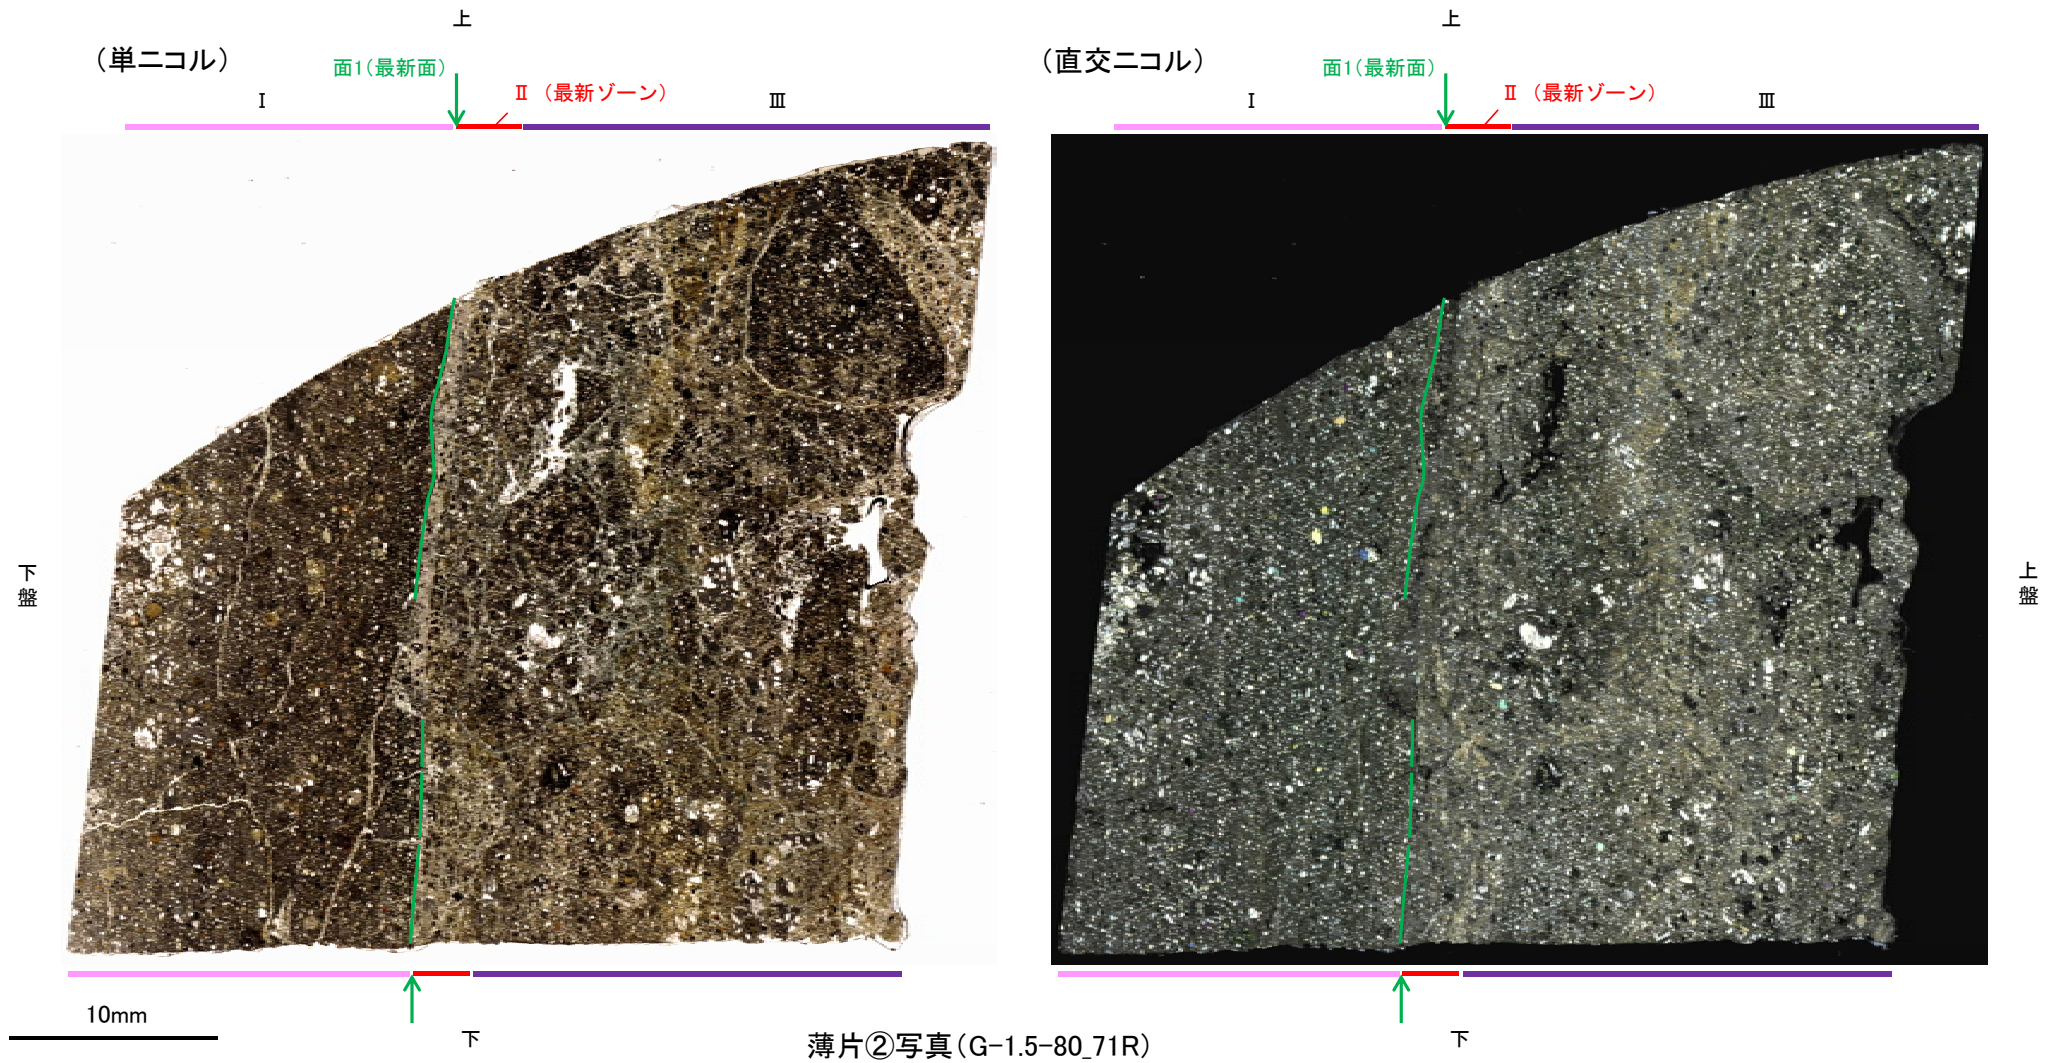 上
上
(単ニコル)
(直交ニコル)
面1(最新面)
面1(最新面)
Ⅰ
Ⅱ (最新ゾーン)
Ⅲ
Ⅰ
Ⅱ (最新ゾーン)
Ⅲ
下盤
上盤
10mm
下
下
薄片②写真(G-1.5-80_71R)